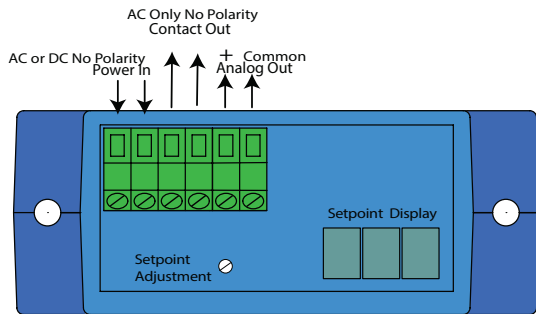 AC Only No Polarity
Contact Out
AC or DC No Polarity
Power In
+ Common
Analog Out
Setpoint Display
Setpoint
Adjustment